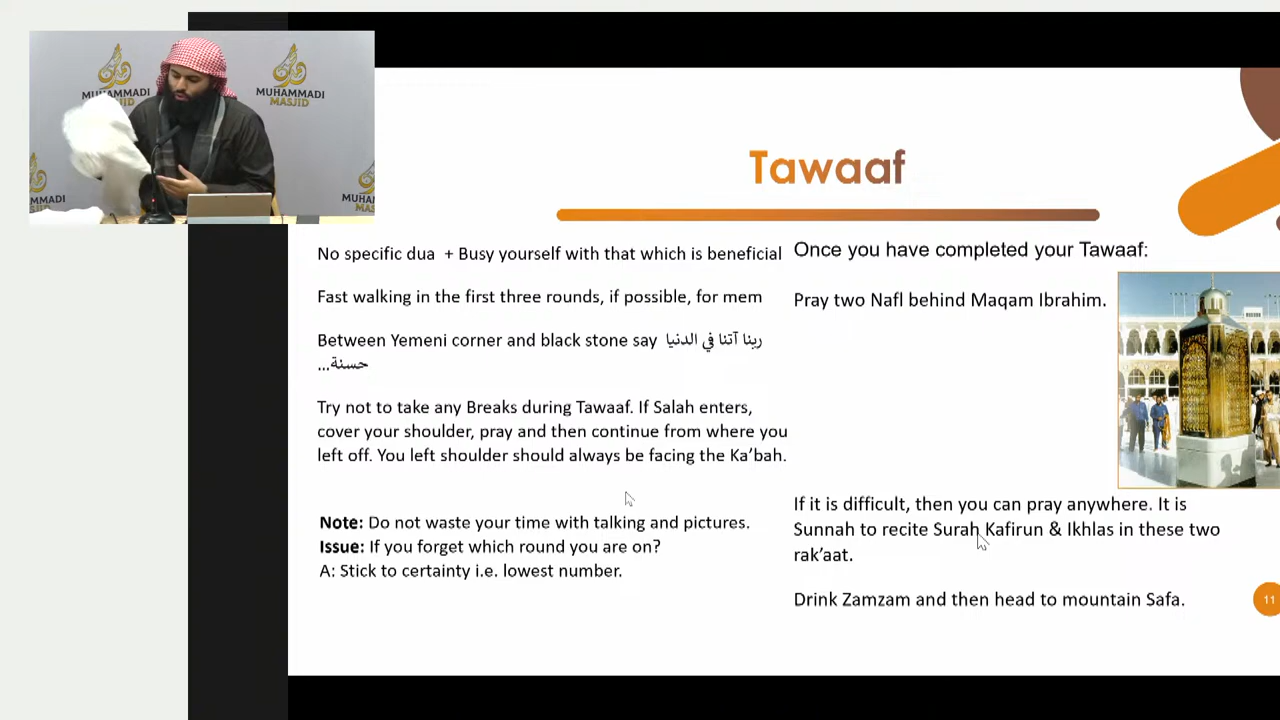 MUHAMMADI
MASJID
MUHAMMADI
MASJID
MMADI
MASJID
MUH
MA
Tawaaf
No specific dua + Busy yourself with that which is beneficial
Fast walking in the first three rounds, if possible, for mem
Between Yemeni corner and black stone say ربنا آتنا في الدنيا
حسنة...
Try not to take any Breaks during Tawaaf. If Salah enters,
cover your shoulder, pray and then continue from where you
left off. You left shoulder should always be facing the Ka’bah.
Note: Do not waste your time with talking and pictures.
Issue: If you forget which round you are on?
A: Stick to certainty i.e. lowest number.
Once you have completed your Tawaaf:
Pray two Nafl behind Maqam Ibrahim.
If it is difficult, then you can pray anywhere. It is
Sunnah to recite Surah Kafirun & Ikhlas in these two
rak’aat.
Drink Zamzam and then head to mountain Safa.
11